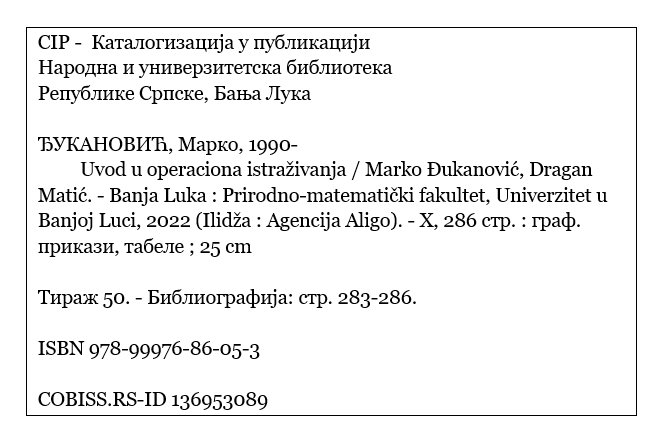 CIP - Каталогизација у публикацији
Народна и универзитетска библиотека
Републике Српске, Бања Лука
ЂУКАНОВИЋ, Марко, 1990-
Uvod u operaciona istraživanja / Marko Đukanović, Dragan
Matić. - Banja Luka : Prirodno-matematički fakultet, Univerzitet u
Banjoj Luci, 2022 (Ilidža : Agencija Aligo). - X, 286 стр. : граф.
прикази, табеле ; 25 cm
Тираж 50. - Библиографија: стр. 283-286.
ISBN 978-99976-86-05-3
COBISS.RS-ID 136953089